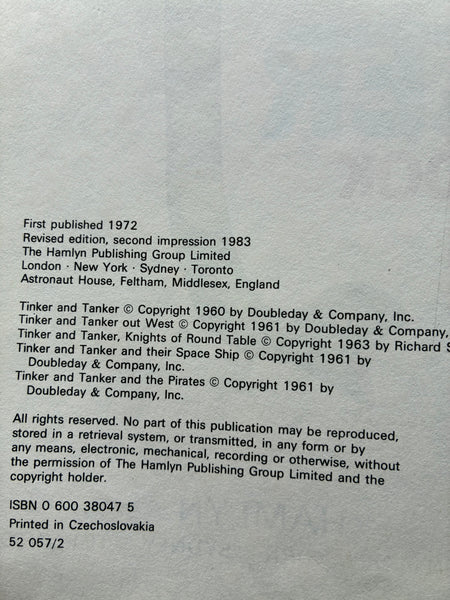 First published 1972
Revised edition, second impression 1983
The Hamlyn Publishing Group Limited
London · New York · Sydney · Toronto
Astronaut House, Feltham, Middlesex, England
Tinker and Tanker © Copyright 1960 by Doubleday & Company, Inc.
Tinker and Tanker out West © Copyright 1961 by Doubleday & Company,
Tinker and Tanker, Knights of Round Table © Copyright 1963 by Richard
Tinker and Tanker and their Space Ship © Copyright 1961 by
Doubleday & Company, Inc.
Tinker and Tanker and the Pirates © Copyright 1961 by
Doubleday & Company, Inc.
All rights reserved. No part of this publication may be reproduced,
stored in a retrieval system, or transmitted, in any form or by
any means, electronic, mechanical, recording or otherwise, without
the permission of The Hamlyn Publishing Group Limited and the
copyright holder.
ISBN 0 600 38047 5
Printed in Czechoslovakia
52 057/2